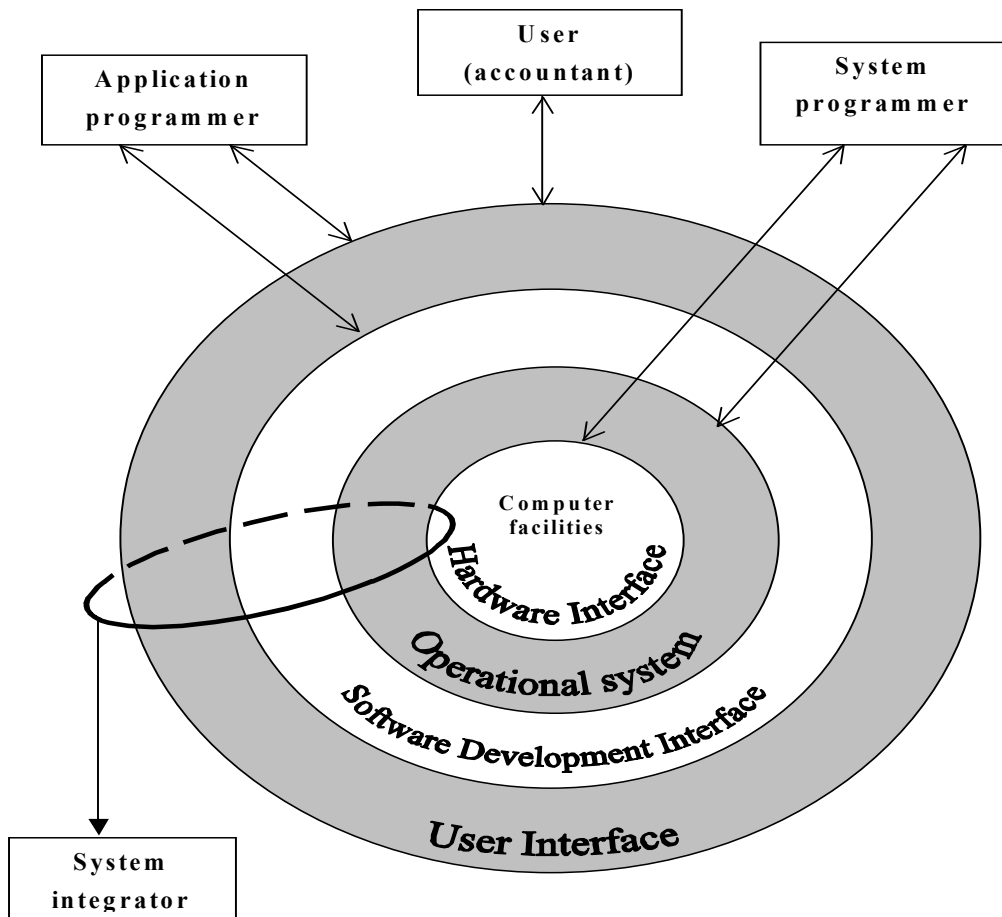 User
(accountant)
Application
programmer
System
programmer
Computer
facilities
Hardware Interface
Operational system
Software Development Interface
User Interface
System
integrator